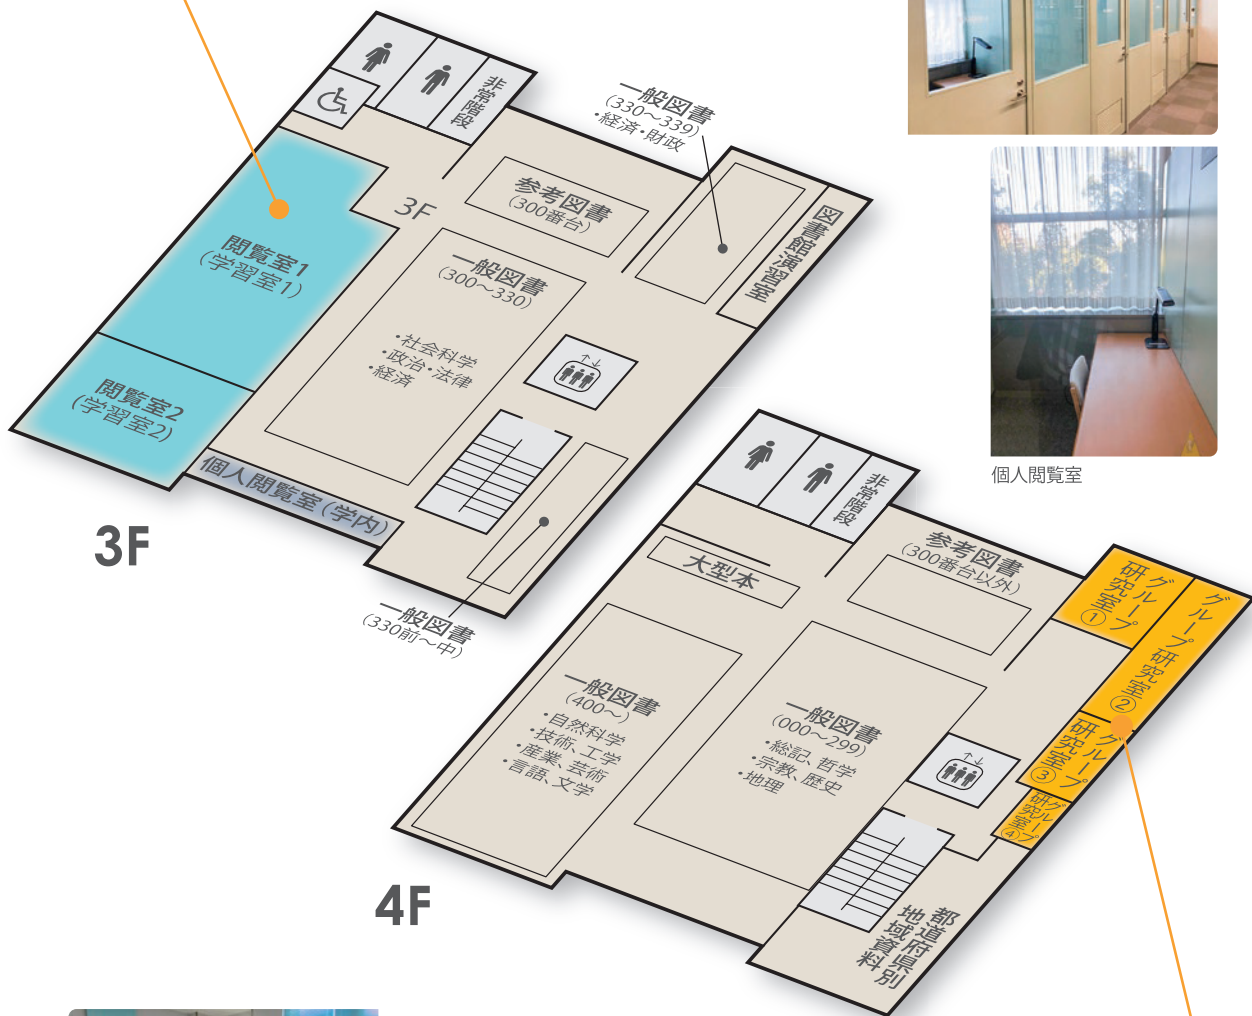 非常階段
一般図書
(330～339)
・経済・財政
参考図書
(300番台)
図書館演習室
3F
閲覧室1
(学習室1)
一般図書
(300～330)
・社会科学
・政治・法律
・経済
閲覧室2
(学習室2)
個人閲覧室(学内)
3F
一般図書
(330前～中)
個人閲覧室
非常階段
参考図書
(300番台以外)
大型本
グループ
研究室
①
グループ研究室②
グループ
研究室
③
グループ
研究室
④
一般図書
(400～)
・自然科学
・技術、工学
・産業、芸術
・言語、文学
一般図書
(000～299)
・総記、哲学
・宗教、歴史
・地理
都道府県別
地域資料
4F